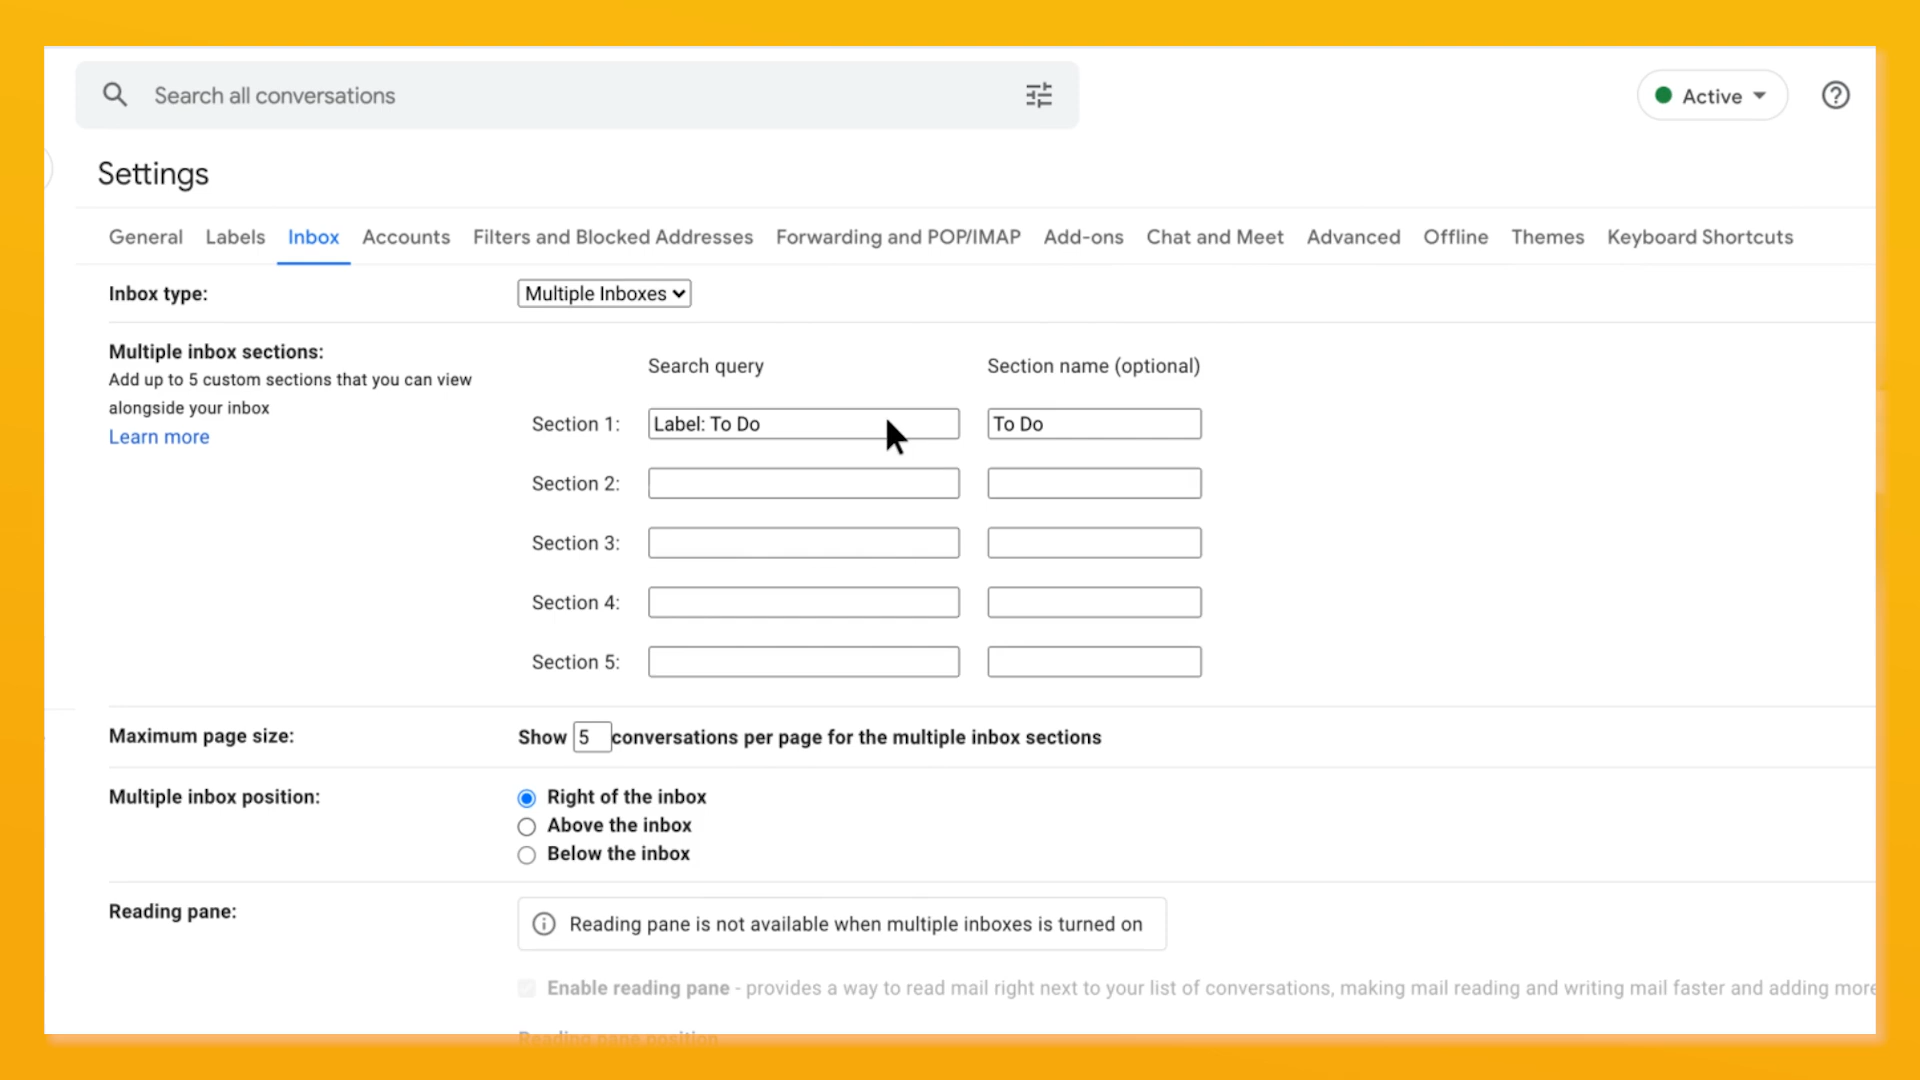 Search all conversations
Active
Settings
General Labels Inbox Accounts Filters and Blocked Addresses Forwarding and POP/IMAP Add-ons Chat and Meet Advanced Offline Themes Keyboard Shortcuts
Inbox type:
Multiple Inboxes
Multiple inbox sections:
Add up to 5 custom sections that you can view
alongside your inbox
Learn more
Search query Section name (optional)
Section 1: Label: To Do To Do
Section 2:
Section 3:
Section 4:
Section 5:
Maximum page size:
Show 5 conversations per page for the multiple inbox sections
Multiple inbox position:
Right of the inbox
Above the inbox
Below the inbox
Reading pane:
Reading pane is not available when multiple inboxes is turned on
Enable reading pane - provides a way to read mail right next to your list of conversations, making mail reading and writing mail faster and adding more
Reading pane position